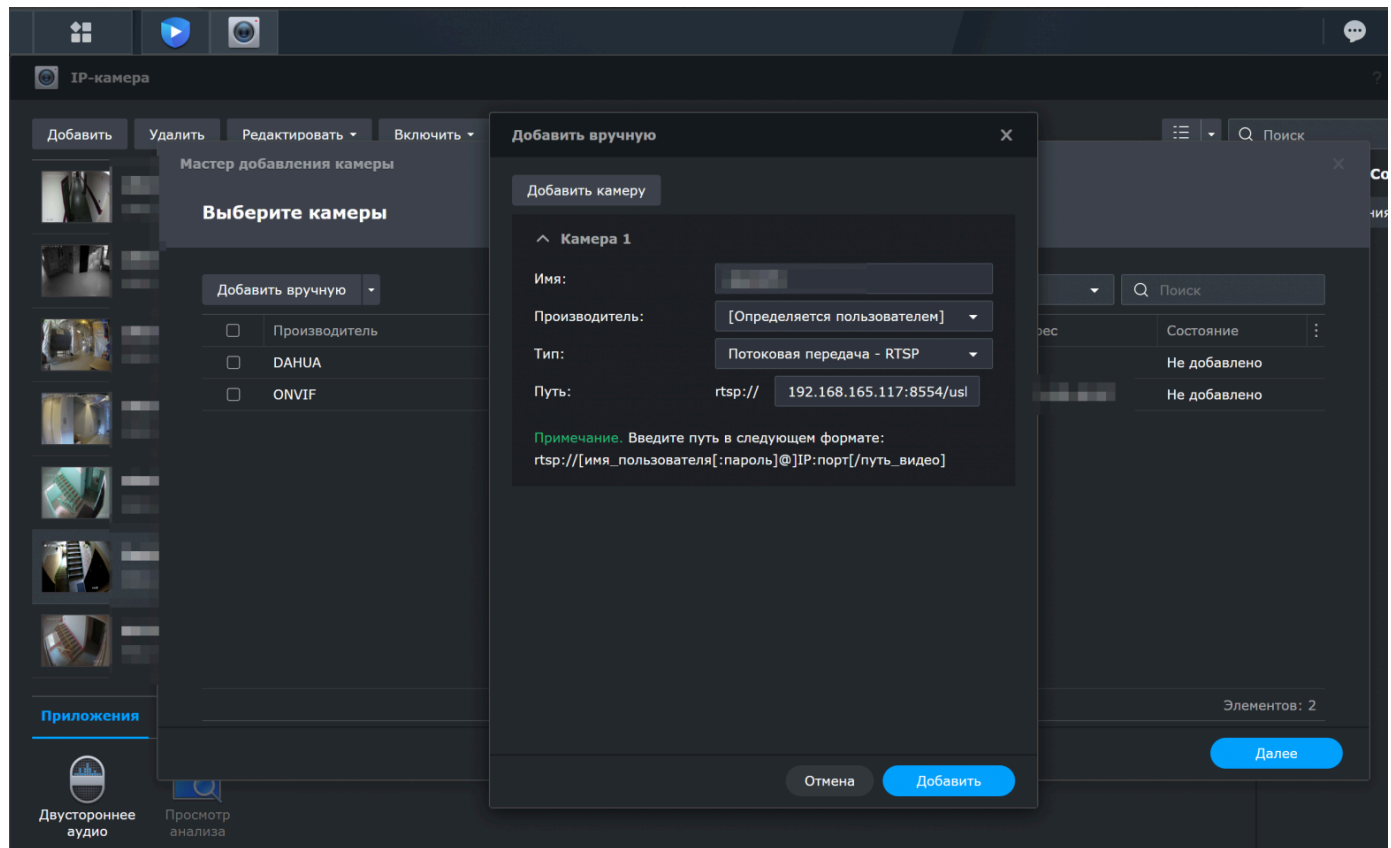 IP-камера
?
Добавить Удалить Редактировать Включить
Поиск
Мастер добавления камеры
Выберите камеры
Добавить вручную
Поиск
Производитель
Состояние
DAHUA
Не добавлено
ONVIF
Не добавлено
Элементов: 2
Далее
Добавить вручную
Добавить камеру
Камера 1
Имя:
Производитель: [Определяется пользователем]
Тип: Потоковая передача - RTSP
Путь: rtsp:// 192.168.165.117:8554/usl
Примечание. Введите путь в следующем формате:
rtsp://[имя_пользователя[:пароль]@]IP:порт[/путь_видео]
Отмена Добавить
Приложения
Двустороннее
аудио
Просмотр
анализа